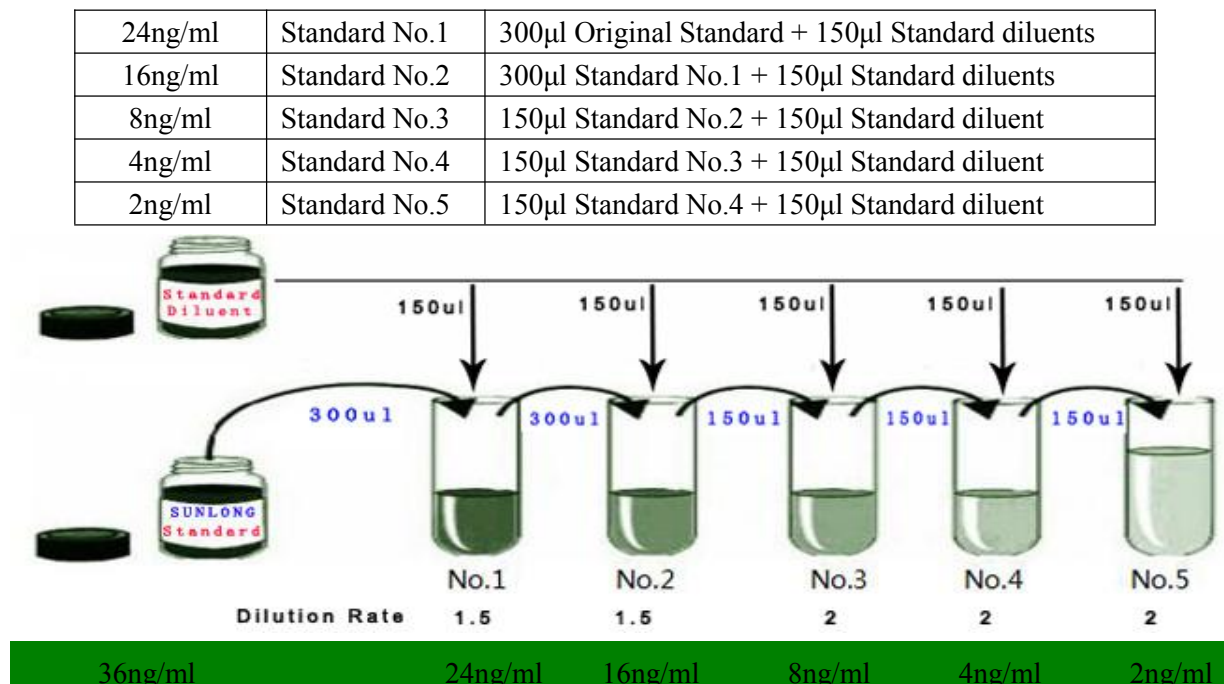 24ng/ml Standard No.1 300μl Original Standard + 150μl Standard diluents
16ng/ml Standard No.2 300μl Standard No.1 + 150μl Standard diluents
8ng/ml Standard No.3 150μl Standard No.2 + 150μl Standard diluent
4ng/ml Standard No.4 150μl Standard No.3 + 150μl Standard diluent
2ng/ml Standard No.5 150μl Standard No.4 + 150μl Standard diluent
Standard
Diluent
150ul 150ul 150ul 150ul 150ul
300ul 300ul 150ul 150ul 150ul
SUNLONG
Standard
No.1 No.2 No.3 No.4 No.5
Dilution Rate 1.5 1.5 2 2 2
36ng/ml 24ng/ml 16ng/ml 8ng/ml 4ng/ml 2ng/ml